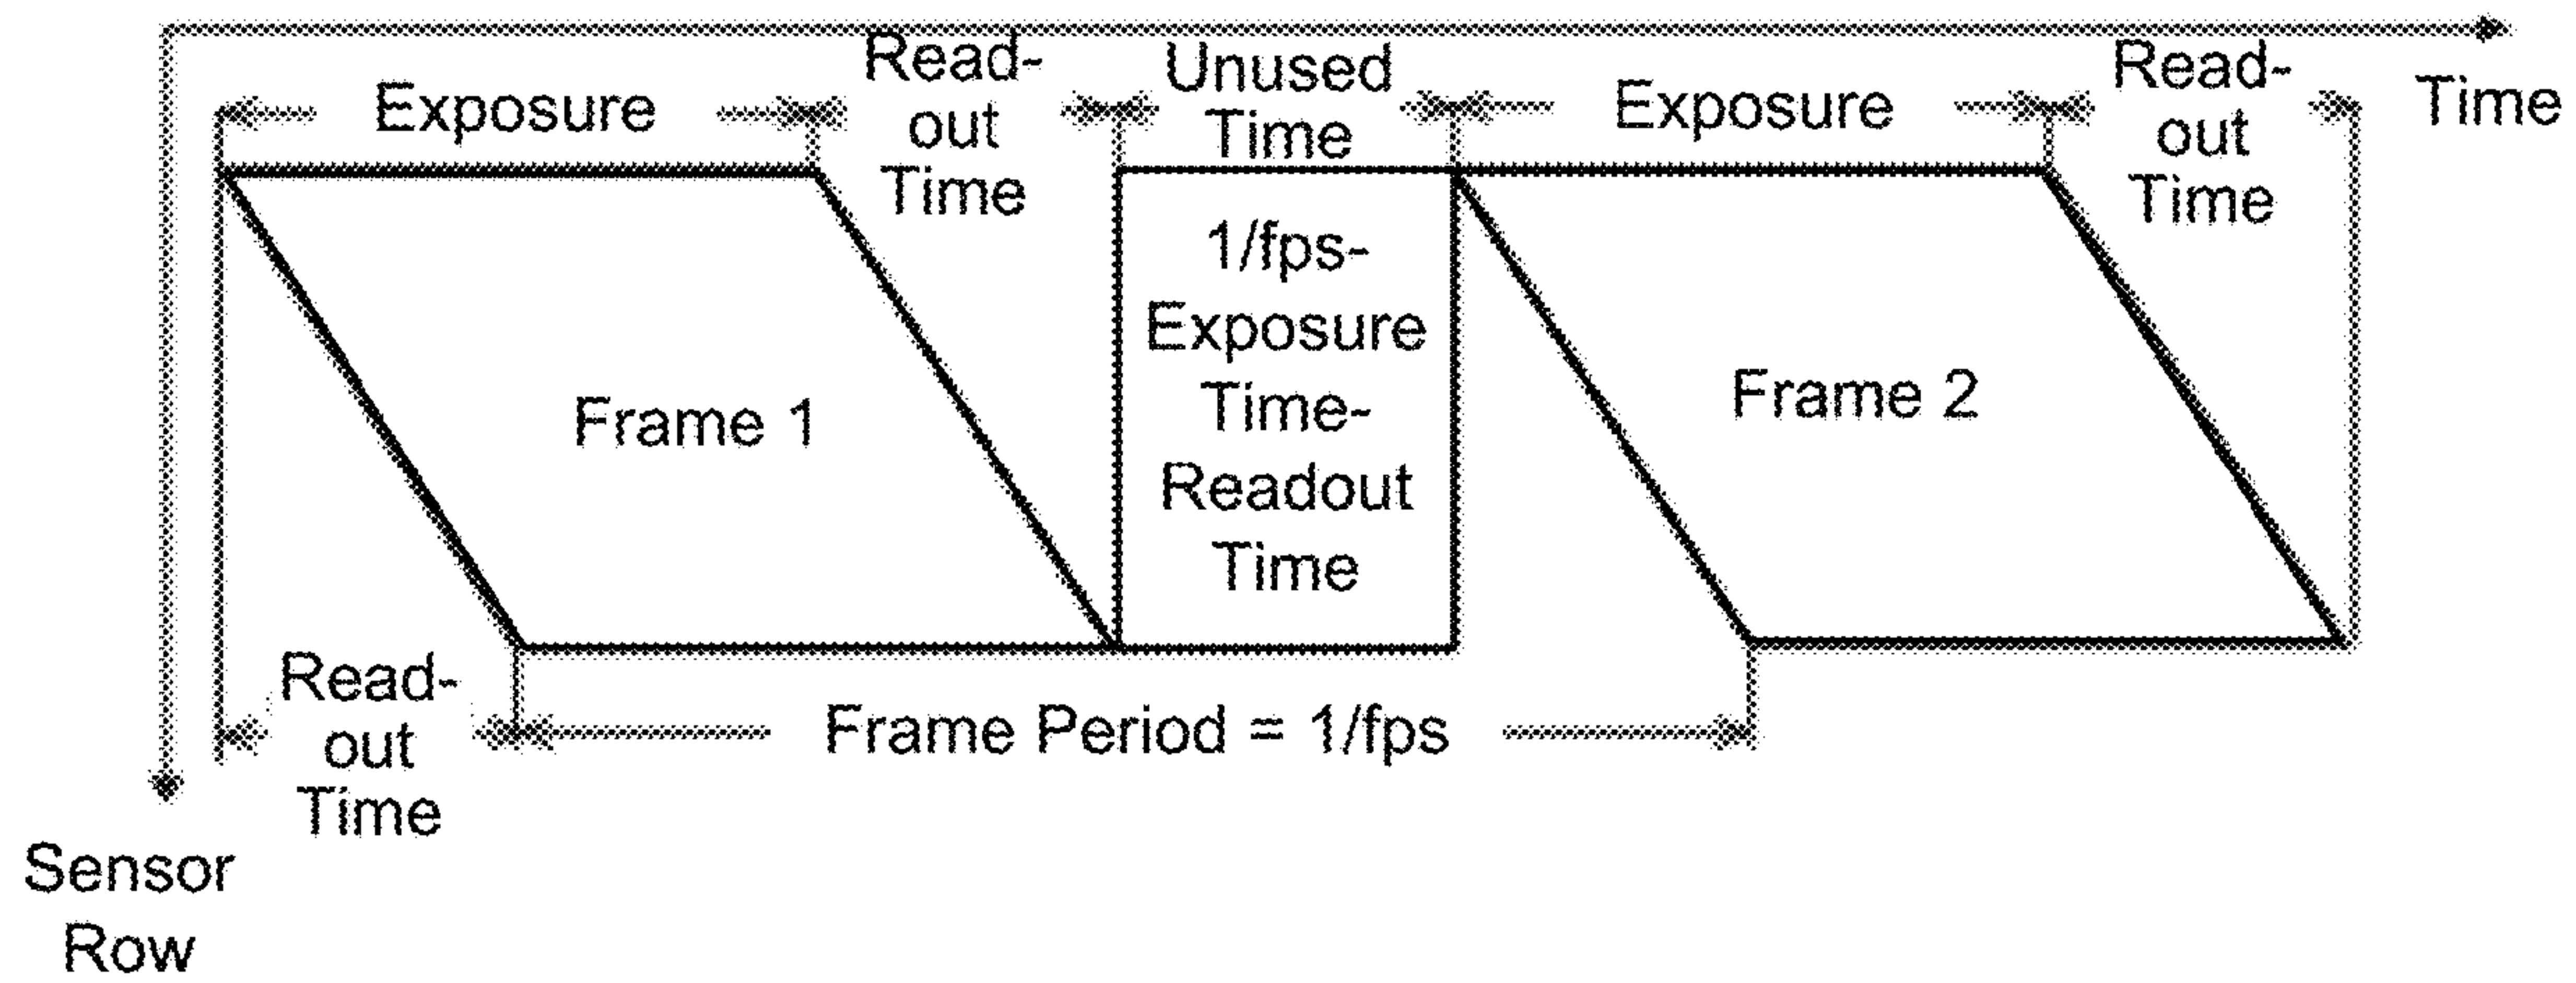 Exposure
Read-
out
Time
Unused
Time
Exposure
Read-
out
Time
Time
Frame 1
1/fps-
Exposure
Time-
Readout
Time
Frame 2
Read-
out
Time
Frame Period = 1/fps
Sensor
Row